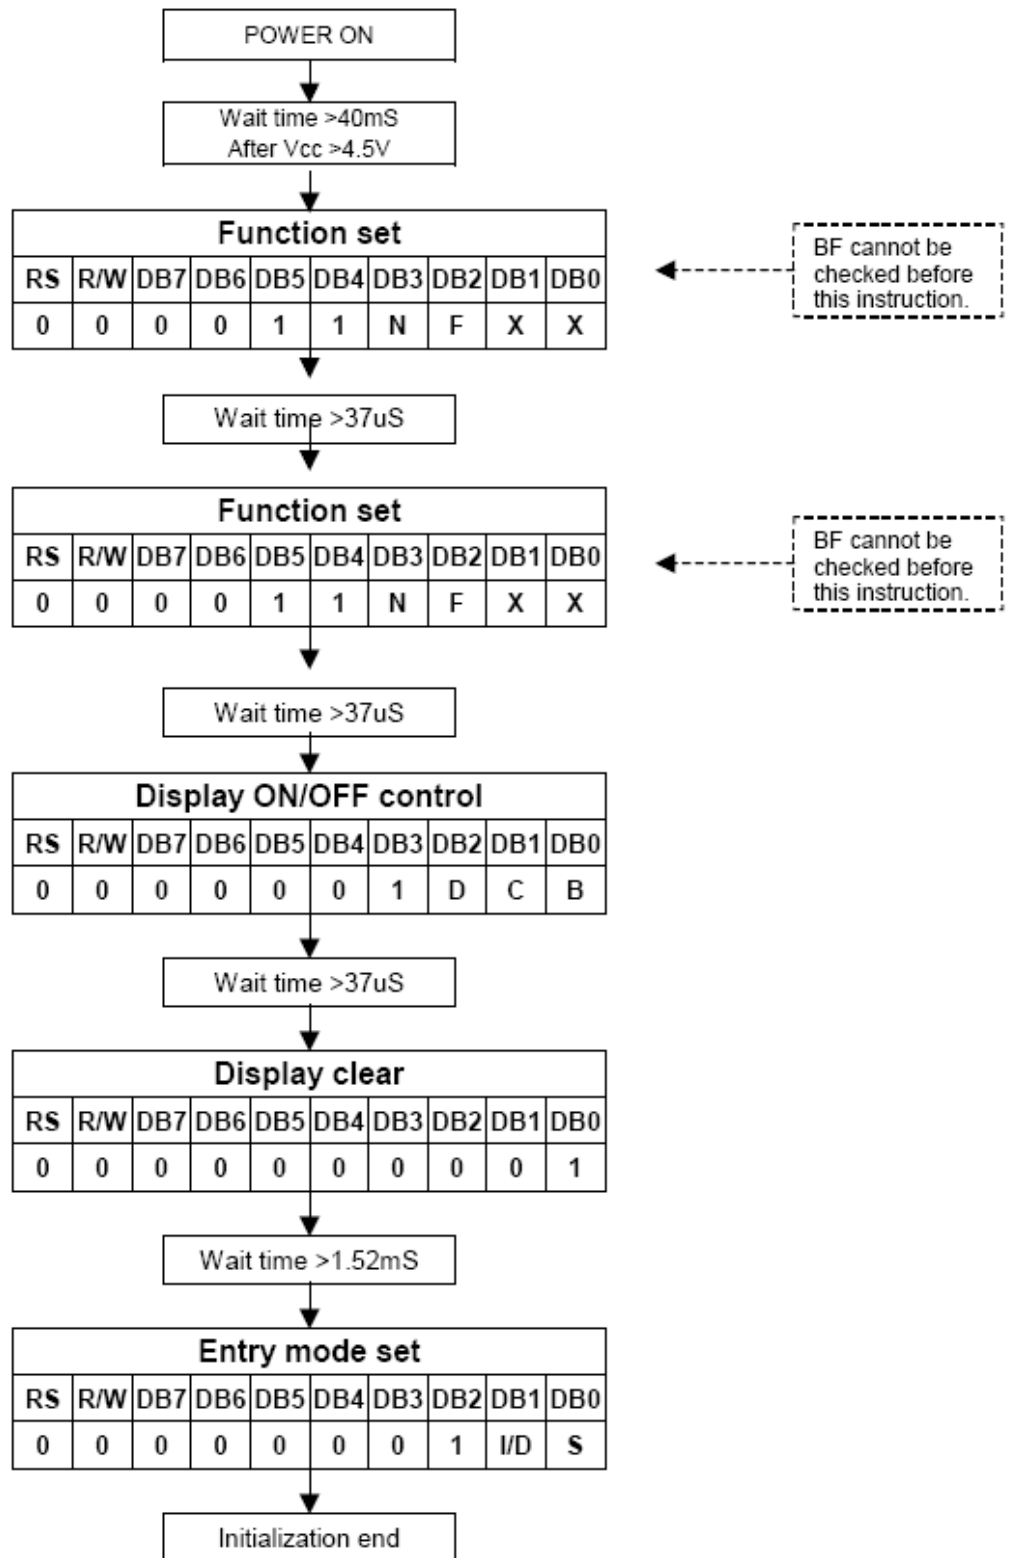 POWER ON
Wait time >40mS
After Vcc >4.5V
Function set
RS R/W DB7 DB6 DB5 DB4 DB3 DB2 DB1 DB0
0 0 0 0 1 1 N F X X
BF cannot be
checked before
this instruction.
Wait time >37uS
Function set
RS R/W DB7 DB6 DB5 DB4 DB3 DB2 DB1 DB0
0 0 0 0 1 1 N F X X
BF cannot be
checked before
this instruction.
Wait time >37uS
Display ON/OFF control
RS R/W DB7 DB6 DB5 DB4 DB3 DB2 DB1 DB0
0 0 0 0 0 0 1 D C B
Wait time >37uS
Display clear
RS R/W DB7 DB6 DB5 DB4 DB3 DB2 DB1 DB0
0 0 0 0 0 0 0 0 0 1
Wait time >1.52mS
Entry mode set
RS R/W DB7 DB6 DB5 DB4 DB3 DB2 DB1 DB0
0 0 0 0 0 0 0 1 I/D S
Initialization end